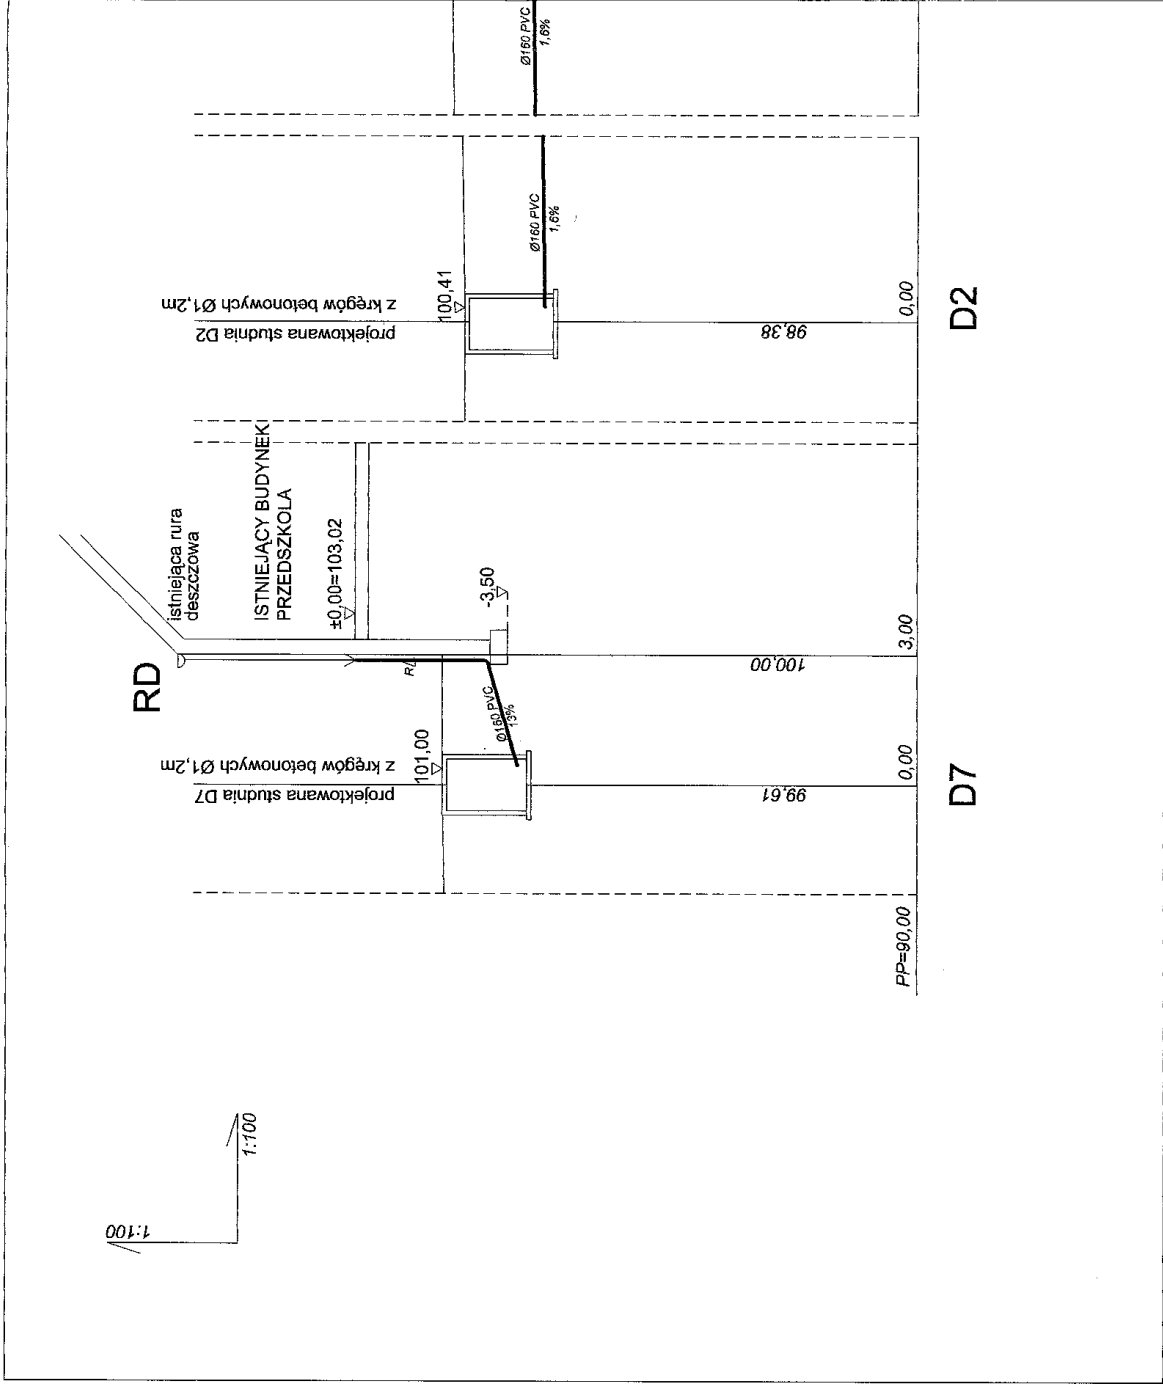 Ø160 PVC
1,6%
Ø160 PVC
1,6%
100,41
projektowana studnia D2
z kręgów betonowych Ø1,2m
98,38
0,00
D2
istniejąca rura
deszczowa
ISTNIEJĄCY BUDYNEK
PRZEDSZKOLA
±0,00=103,02
-3,50
RD
Ø160 PVC
13%
100,00
3,00
101,00
projektowana studnia D7
z kręgów betonowych Ø1,2m
99,61
0,00
D7
PP=90,00
1:100
1:100